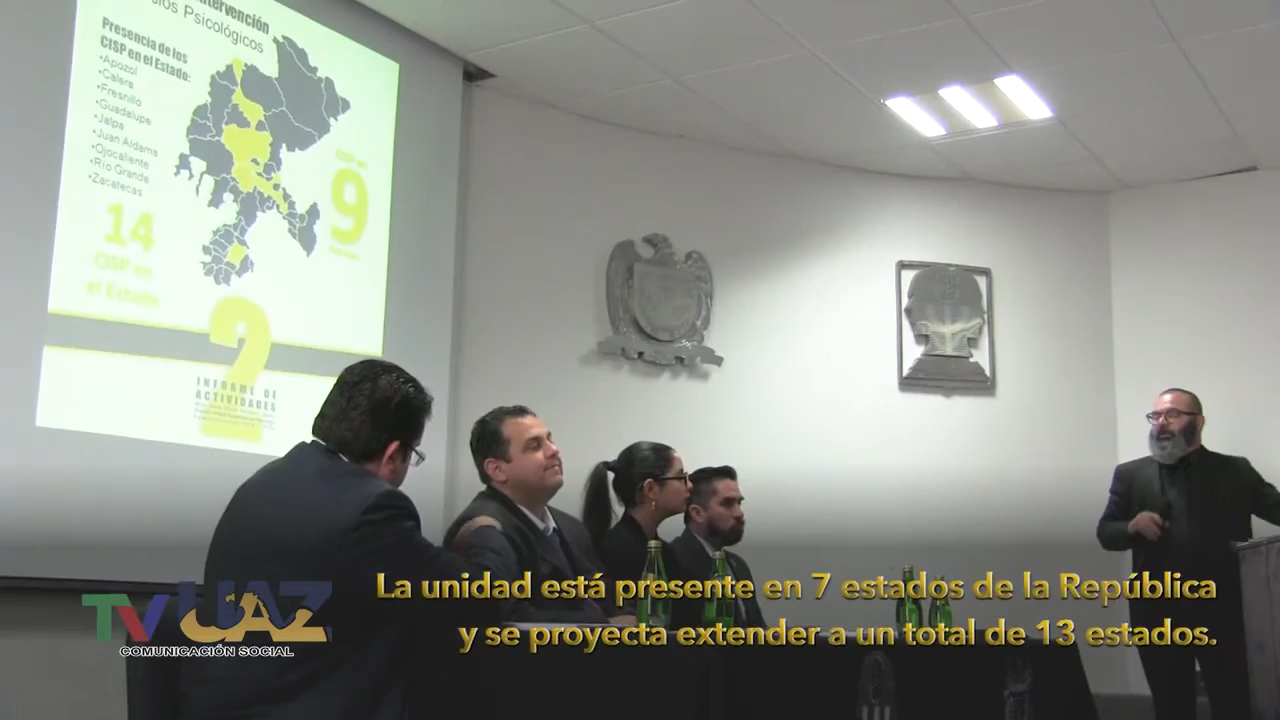 ntervención
cios Psicológicos
Presencia de los
CISP en el Estado:
•Apozol
•Calera
•Fresnillo
•Guadalupe
•Jalpa
•Juan Aldama
•Ojocaliente
•Río Grande
•Zacatecas
14
CISP en
el Estado
CISP en
9
2
INFORME DE
ACTIVIDADES
La unidad está presente en 7 estados de la República
y se proyecta extender a un total de 13 estados.
TV UAZ
COMUNICACIÓN SOCIAL